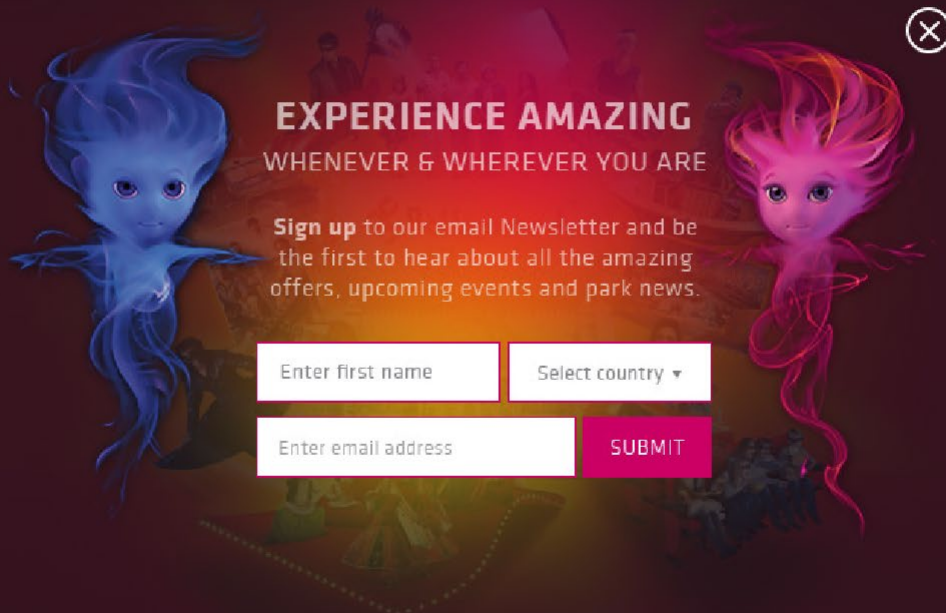 EXPERIENCE AMAZING
WHENEVER & WHEREVER YOU ARE
Sign up to our email Newsletter and be
the first to hear about all the amazing
offers, upcoming events and park news.
Enter first name
Select country
Enter email address
SUBMIT